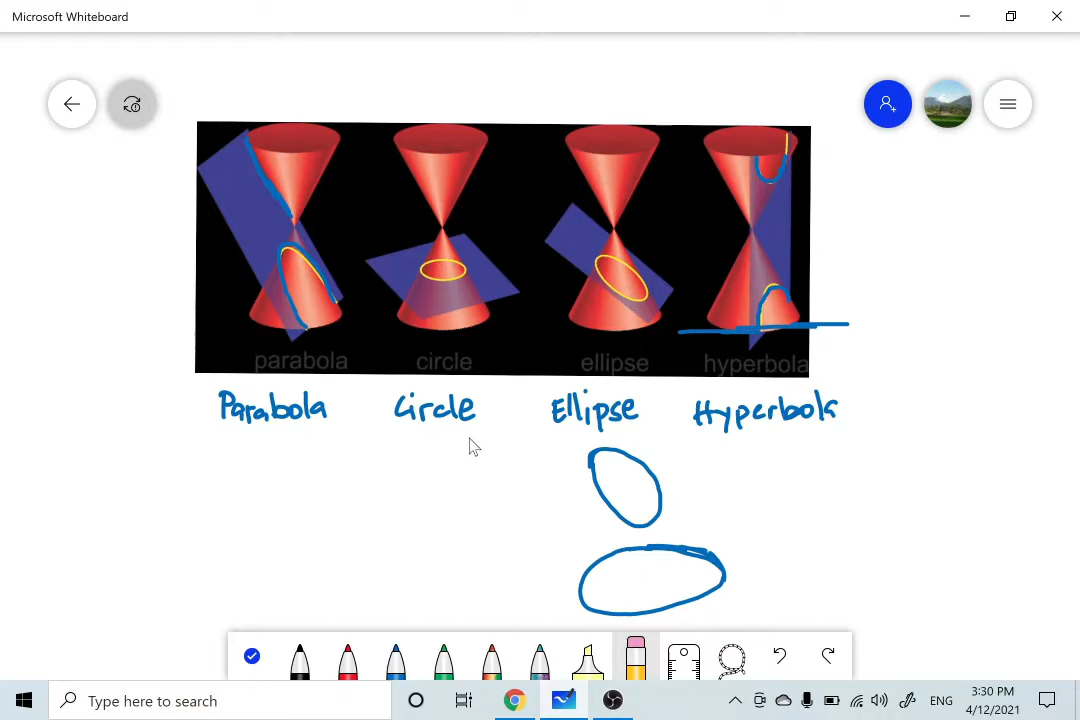 Microsoft Whiteboard
parabola circle ellipse hyperbola
Parabola Circle Ellipse Hyperbola
Type here to search
ENG
3:30 PM
4/12/2021